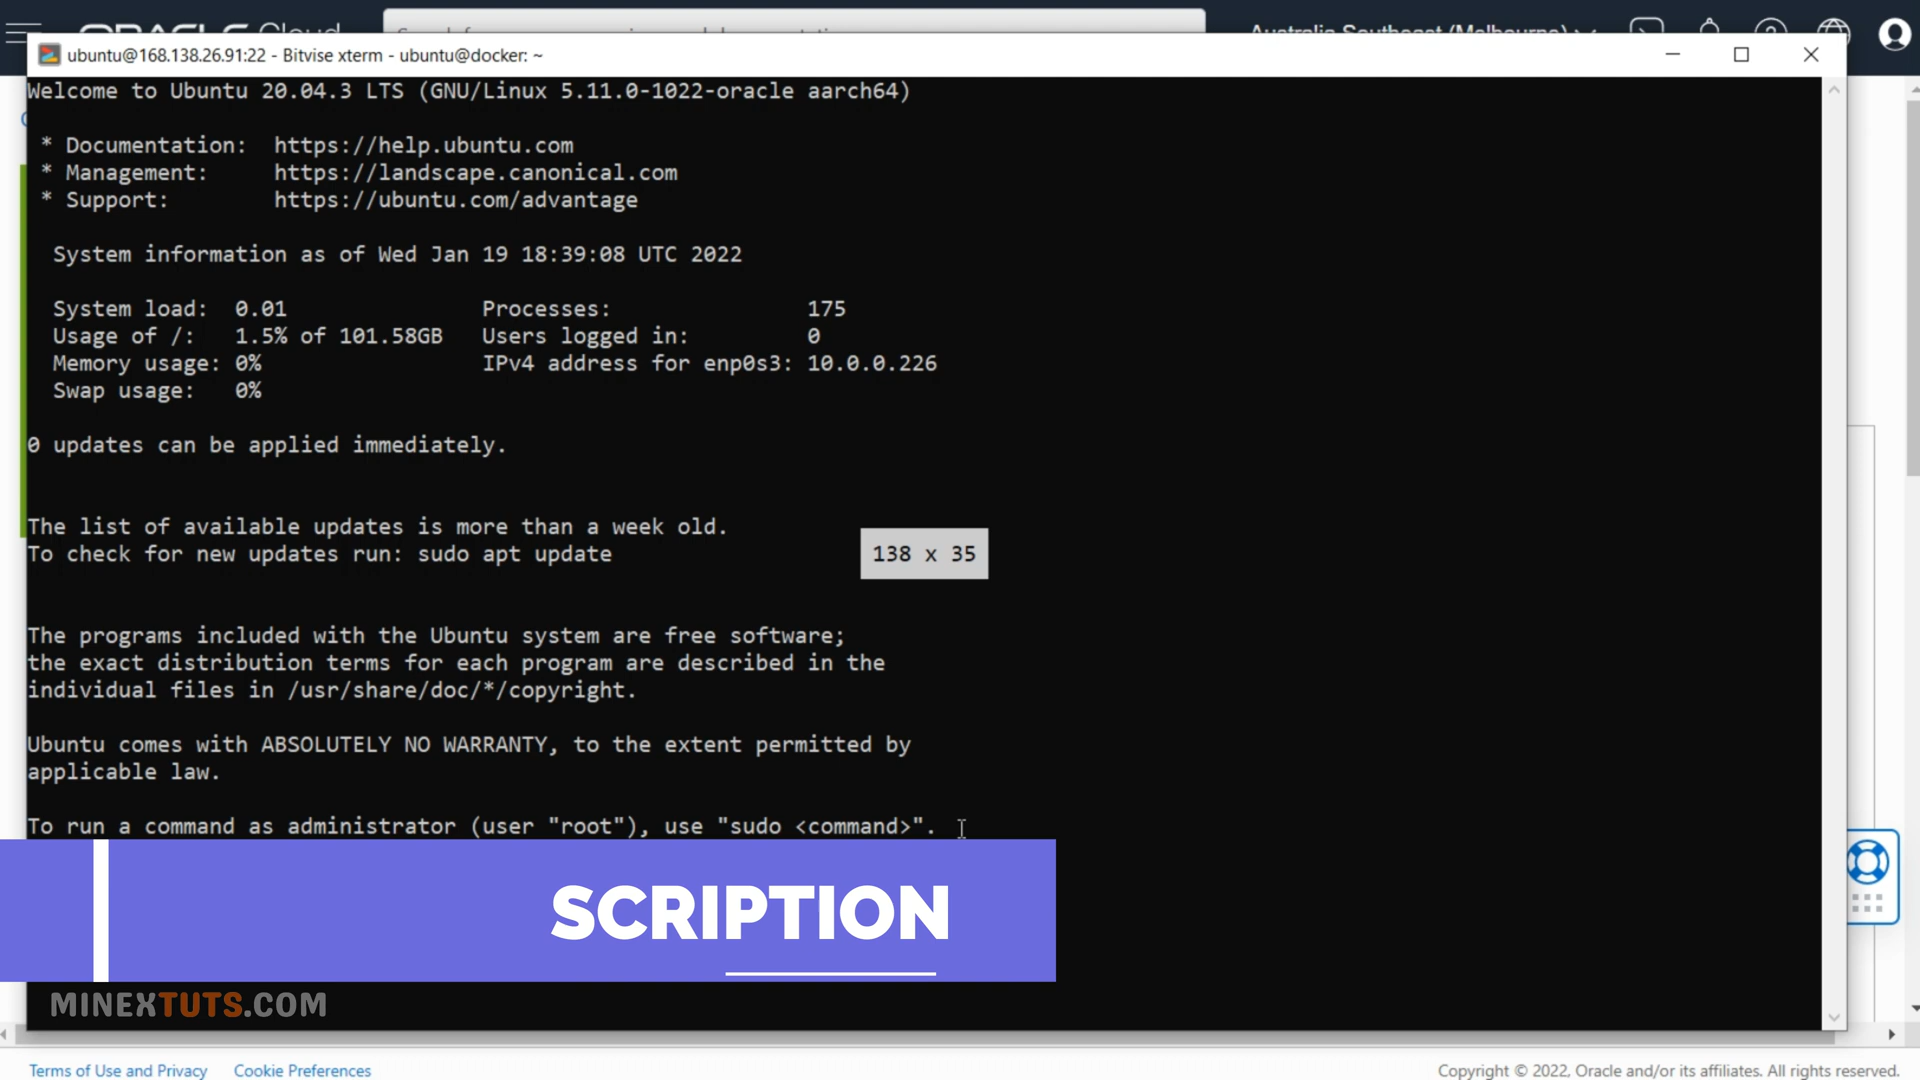 ORACLE Cloud
Australia Southeast (Melbourne)
ubuntu@168.138.26.91:22 - Bitvise xterm - ubuntu@docker: ~
Welcome to Ubuntu 20.04.3 LTS (GNU/Linux 5.11.0-1022-oracle aarch64)
* Documentation: https://help.ubuntu.com
* Management: https://landscape.canonical.com
* Support: https://ubuntu.com/advantage
System information as of Wed Jan 19 18:39:08 UTC 2022
System load: 0.01 Processes: 175
Usage of /: 1.5% of 101.58GB Users logged in: 0
Memory usage: 0% IPv4 address for enp0s3: 10.0.0.226
Swap usage: 0%
0 updates can be applied immediately.
The list of available updates is more than a week old.
To check for new updates run: sudo apt update
138 x 35
The programs included with the Ubuntu system are free software;
the exact distribution terms for each program are described in the
individual files in /usr/share/doc/*/copyright.
Ubuntu comes with ABSOLUTELY NO WARRANTY, to the extent permitted by
applicable law.
To run a command as administrator (user "root"), use "sudo <command>".
SCRIPTION
MINEXTUTS.COM
Terms of Use and Privacy Cookie Preferences
Copyright © 2022, Oracle and/or its affiliates. All rights reserved.